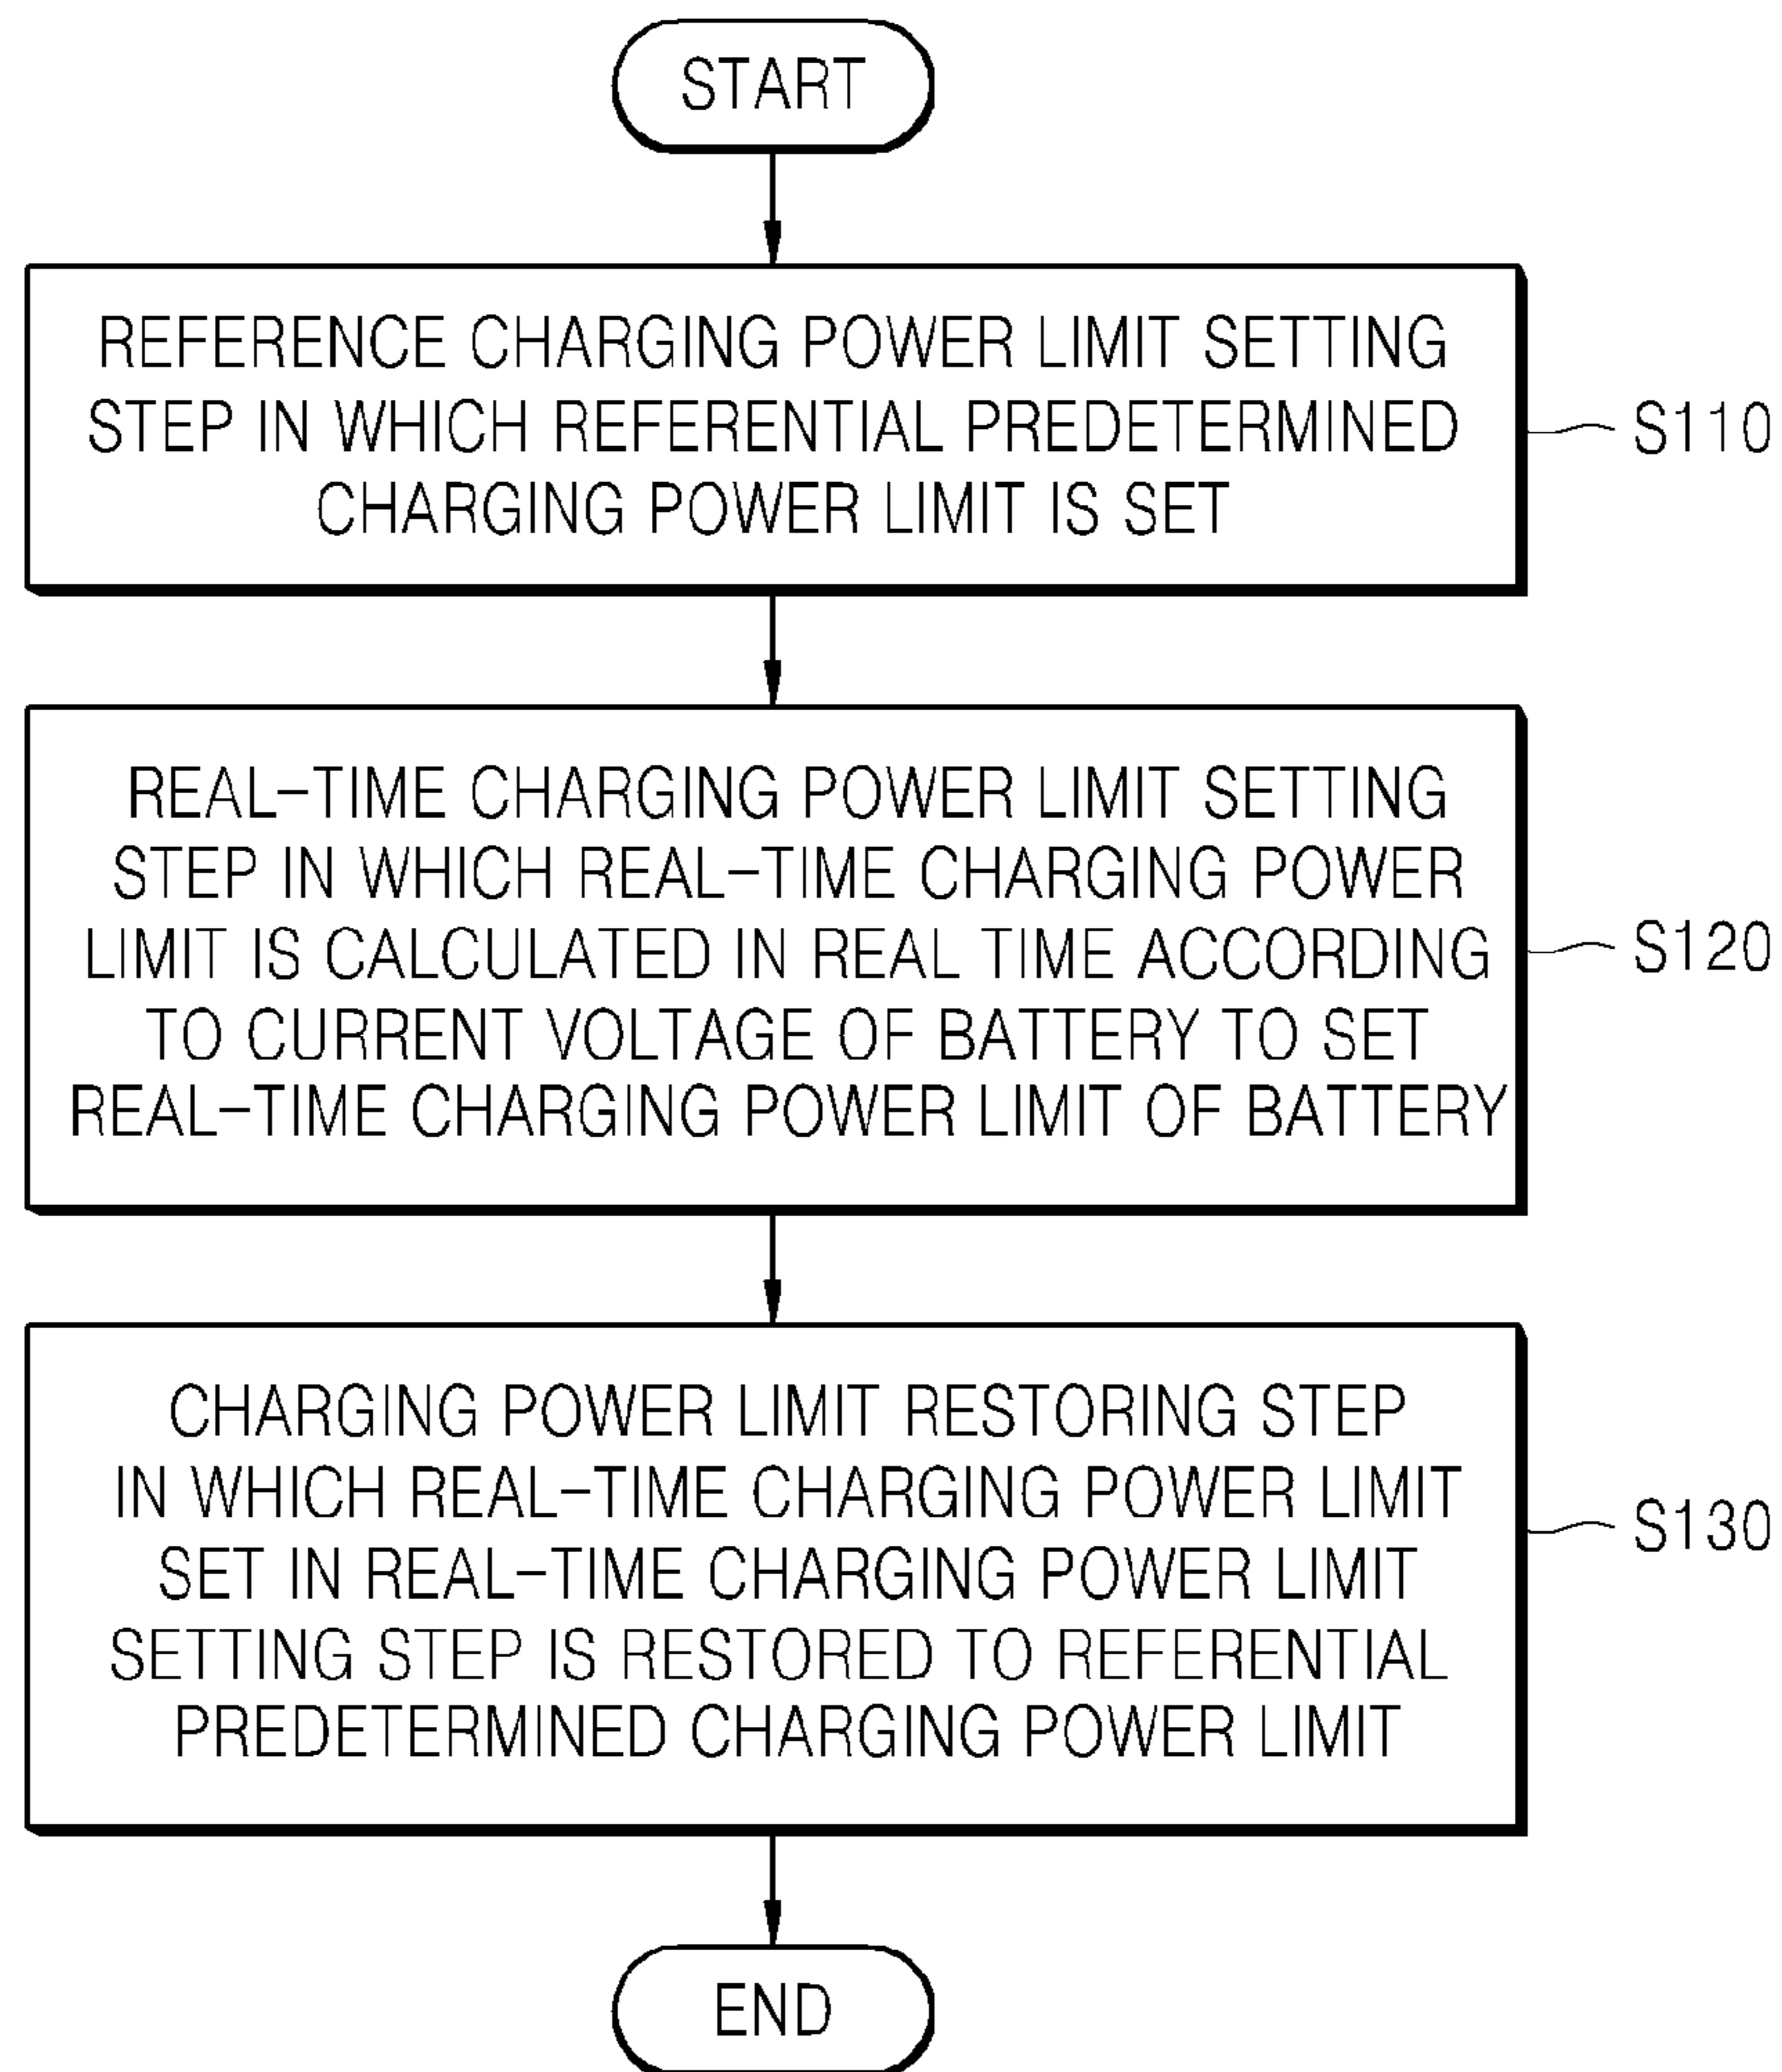 START
REFERENCE CHARGING POWER LIMIT SETTING
STEP IN WHICH REFERENTIAL PREDETERMINED
CHARGING POWER LIMIT IS SET
S110
REAL-TIME CHARGING POWER LIMIT SETTING
STEP IN WHICH REAL-TIME CHARGING POWER
LIMIT IS CALCULATED IN REAL TIME ACCORDING
TO CURRENT VOLTAGE OF BATTERY TO SET
REAL-TIME CHARGING POWER LIMIT OF BATTERY
S120
CHARGING POWER LIMIT RESTORING STEP
IN WHICH REAL-TIME CHARGING POWER LIMIT
SET IN REAL-TIME CHARGING POWER LIMIT
SETTING STEP IS RESTORED TO REFERENTIAL
PREDETERMINED CHARGING POWER LIMIT
S130
END